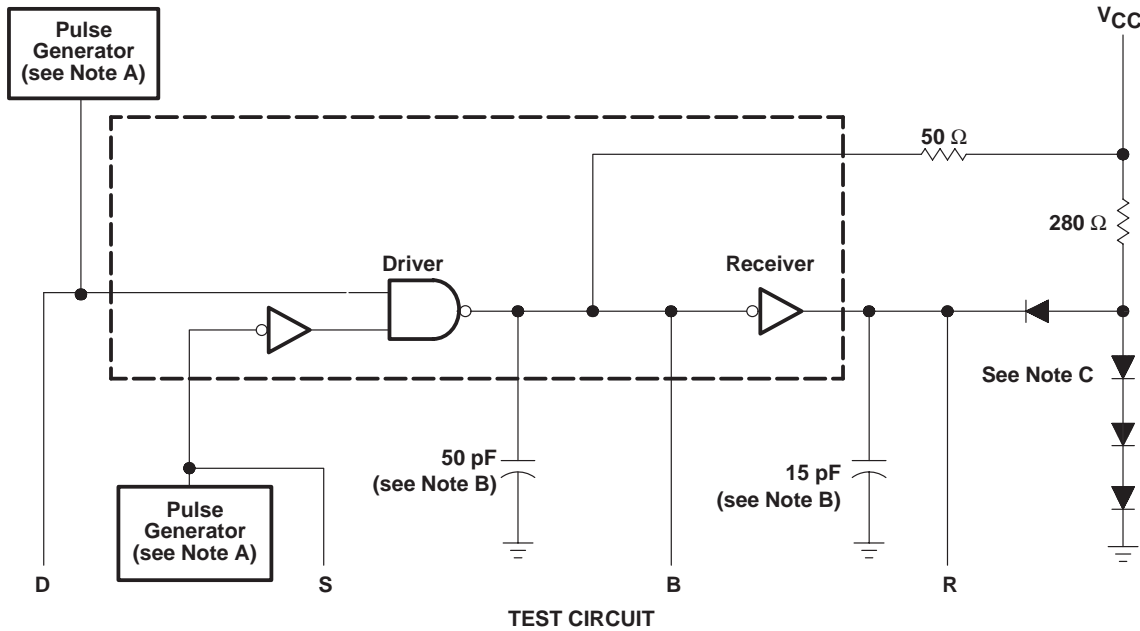 Pulse
Generator
(see Note A)
VCC
50 Ω
280 Ω
Driver
Receiver
See Note C
50 pF
(see Note B)
15 pF
(see Note B)
Pulse
Generator
(see Note A)
D
S
B
R
TEST CIRCUIT